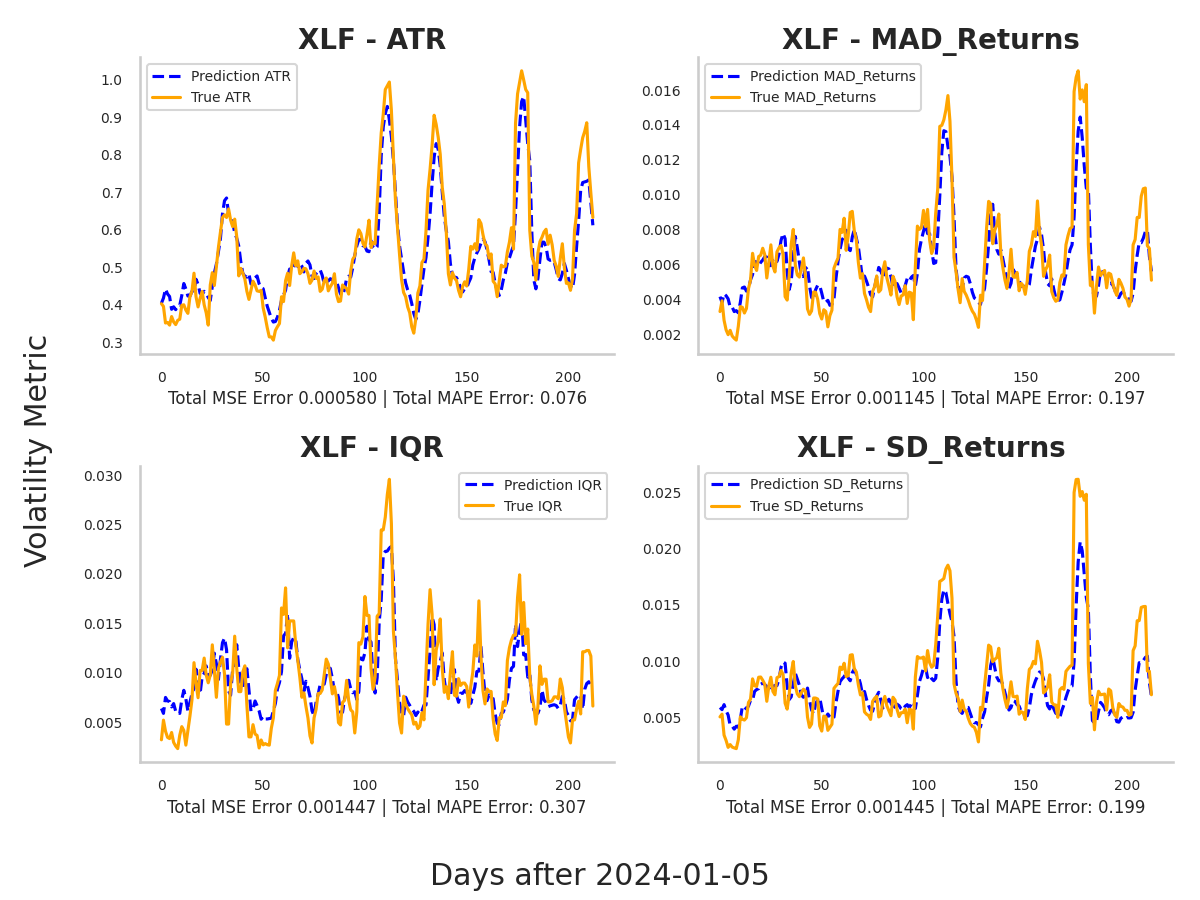 XLF - ATR
Prediction ATR
True ATR
1.0
0.9
0.8
0.7
0.6
0.5
0.4
0.3
0 50 100 150 200
Total MSE Error 0.000580 | Total MAPE Error: 0.076
XLF - MAD_Returns
Prediction MAD_Returns
True MAD_Returns
0.016
0.014
0.012
0.010
0.008
0.006
0.004
0.002
0 50 100 150 200
Total MSE Error 0.001145 | Total MAPE Error: 0.197
Volatility Metric
XLF - IQR
Prediction IQR
True IQR
0.030
0.025
0.020
0.015
0.010
0.005
0 50 100 150 200
Total MSE Error 0.001447 | Total MAPE Error: 0.307
XLF - SD_Returns
Prediction SD_Returns
True SD_Returns
0.025
0.020
0.015
0.010
0.005
0 50 100 150 200
Total MSE Error 0.001445 | Total MAPE Error: 0.199
Days after 2024-01-05